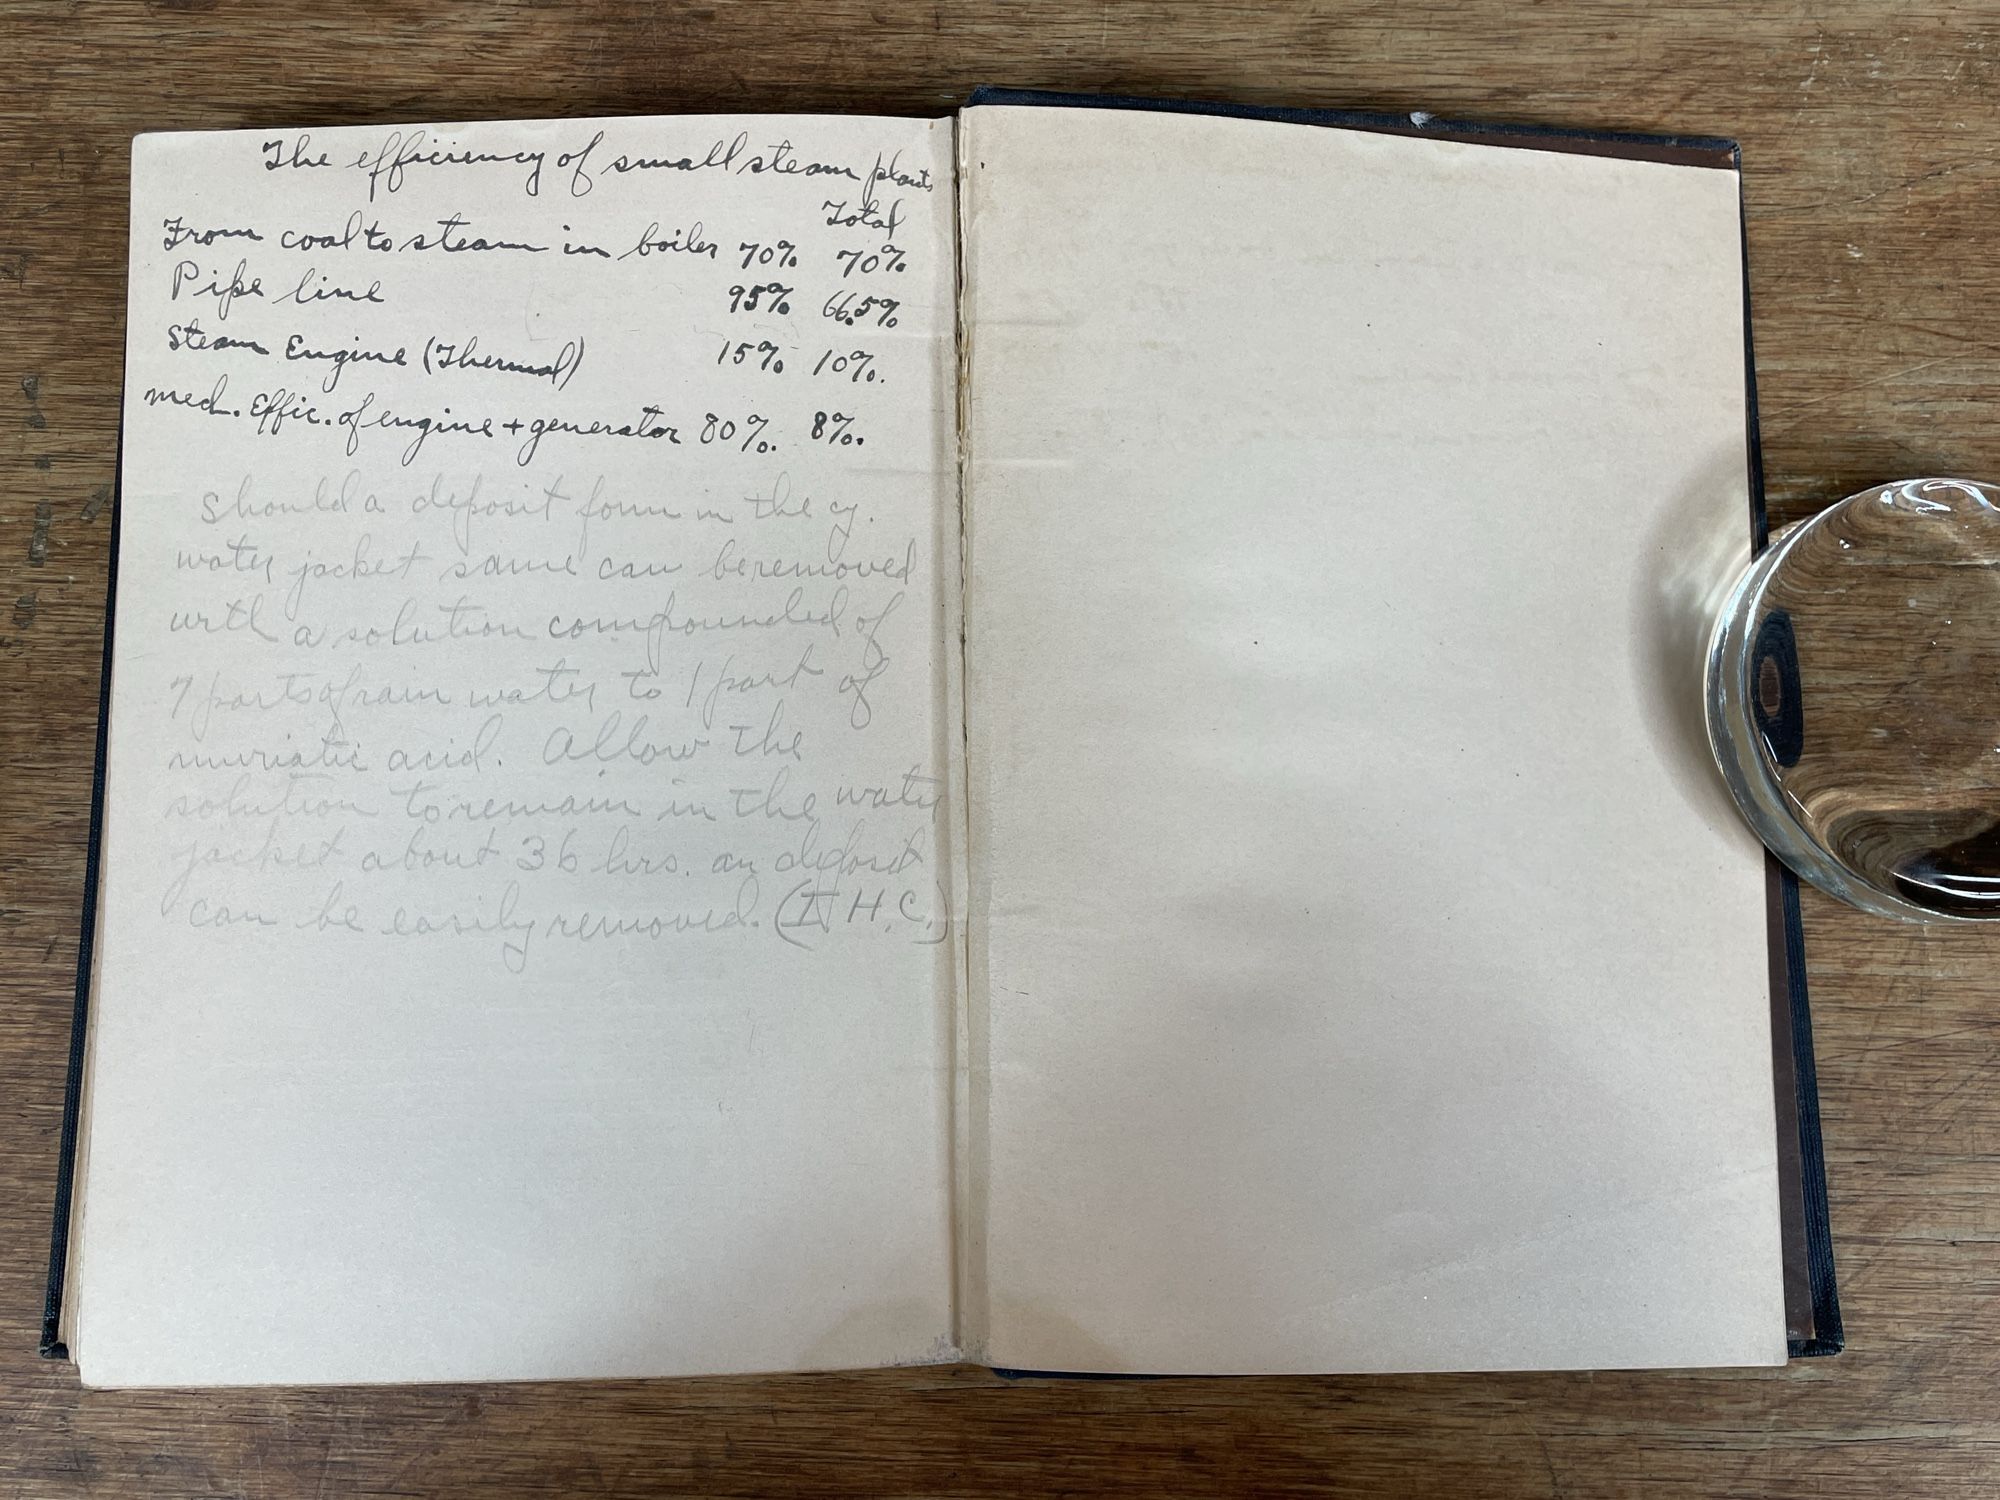 The efficiency of small steam plants
Total
From coal to steam in boiler 70% 70%
Pipe line 95% 66.5%
Steam Engine (Thermal) 15% 10%.
Mech. Effic. of engine + generator 80%. 8%.
Should a deposit form in the cy.
water jacket same can be removed
with a solution compounded of
7 parts of rain water to 1 part of
muriatic acid. Allow the
solution to remain in the water
jacket about 36 hrs. an deposit
can be easily removed. (I H.C.)